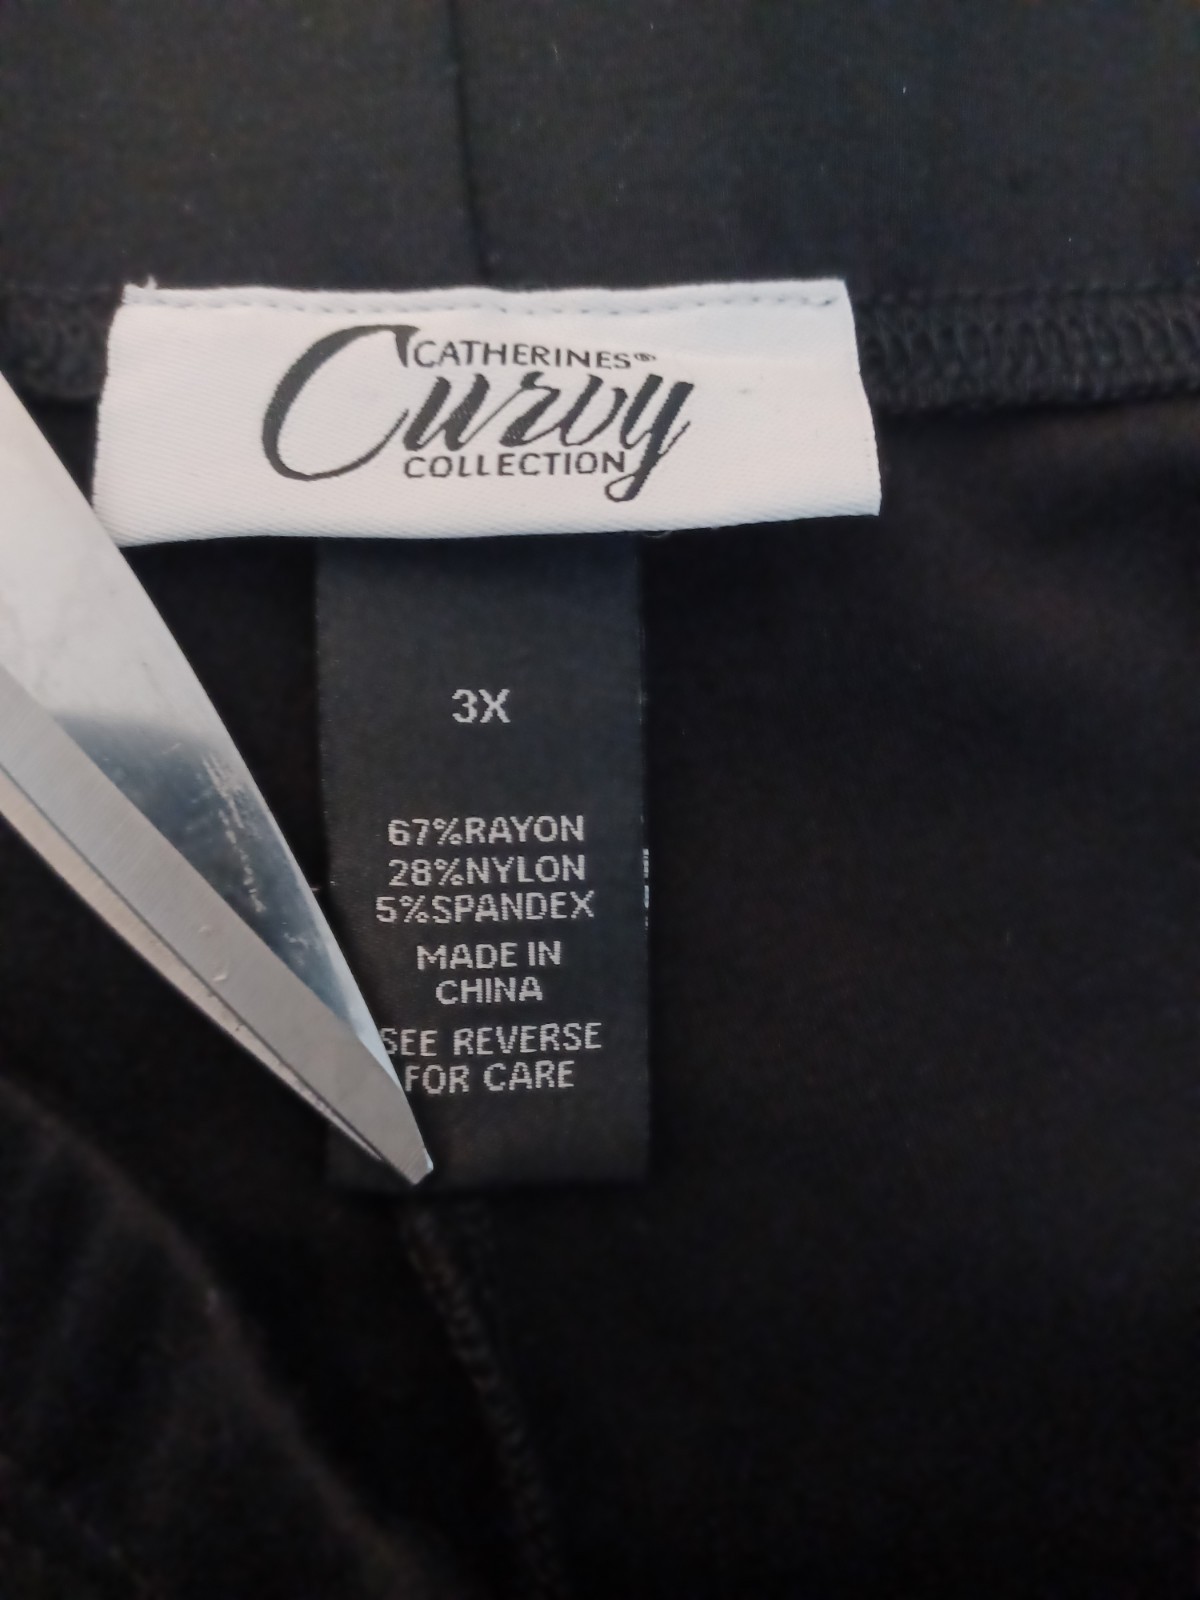 CATHERINES®
Curvy
COLLECTION
3X
67%RAYON
28%NYLON
5%SPANDEX
MADE IN
CHINA
SEE REVERSE
FOR CARE